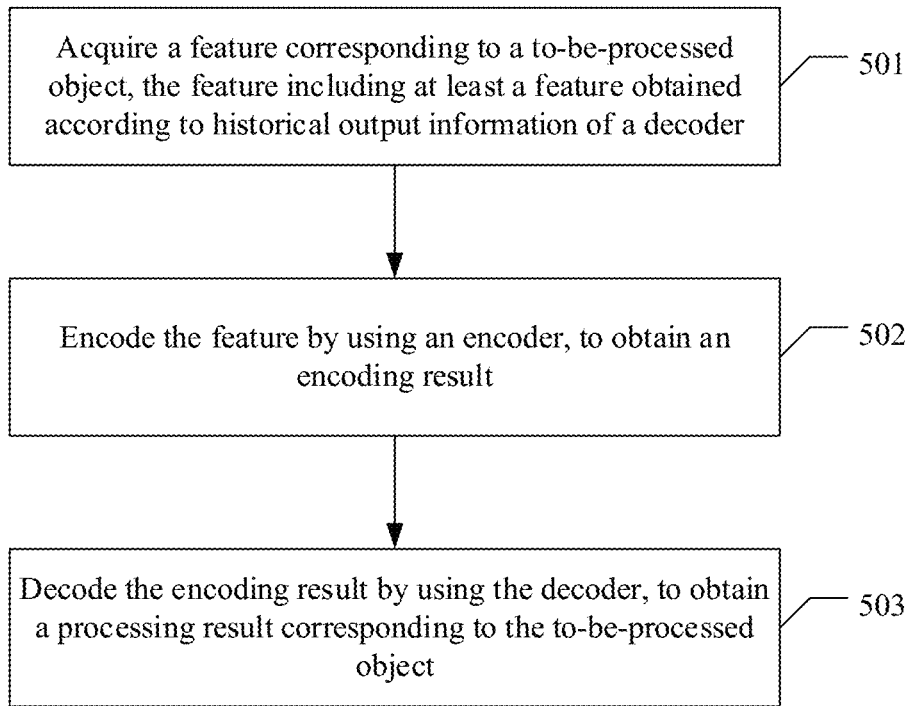 Acquire a feature corresponding to a to-be-processed
object, the feature including at least a feature obtained
according to historical output information of a decoder
501
Encode the feature by using an encoder, to obtain an
encoding result
502
Decode the encoding result by using the decoder, to obtain
a processing result corresponding to the to-be-processed
object
503